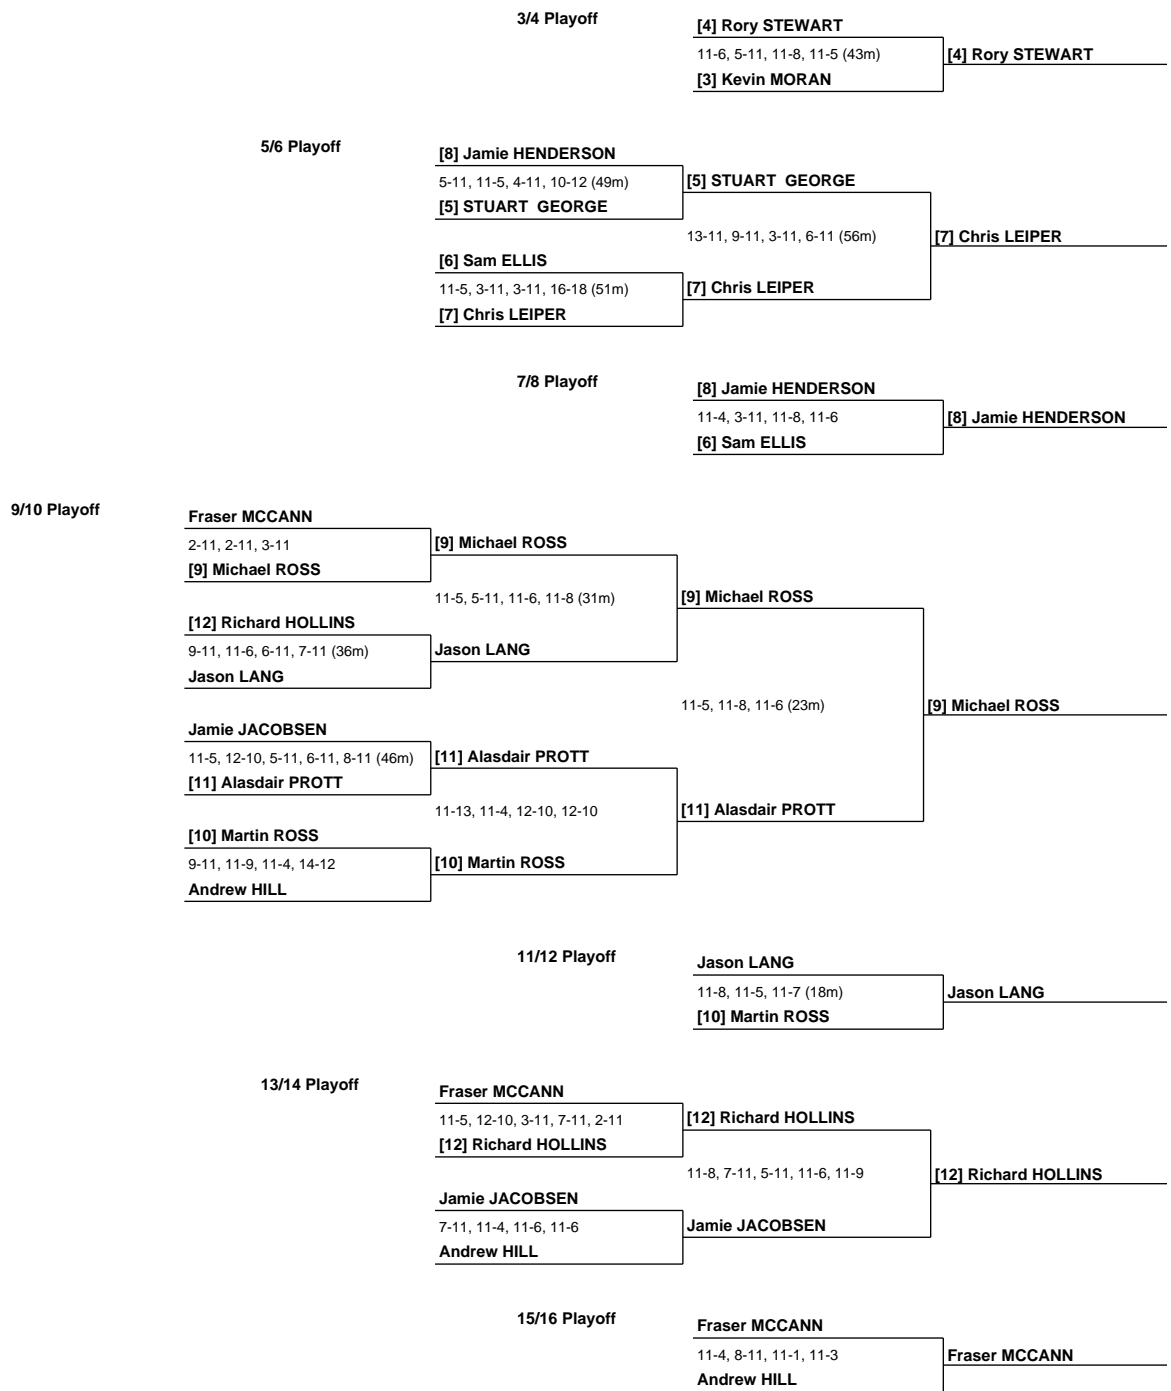 3/4 Playoff
[4] Rory STEWART
11-6, 5-11, 11-8, 11-5 (43m)
[4] Rory STEWART
[3] Kevin MORAN
5/6 Playoff
[8] Jamie HENDERSON
5-11, 11-5, 4-11, 10-12 (49m)
[5] STUART  GEORGE
[5] STUART  GEORGE
13-11, 9-11, 3-11, 6-11 (56m)
[7] Chris LEIPER
[6] Sam ELLIS
11-5, 3-11, 3-11, 16-18 (51m)
[7] Chris LEIPER
[7] Chris LEIPER
7/8 Playoff
[8] Jamie HENDERSON
11-4, 3-11, 11-8, 11-6
[8] Jamie HENDERSON
[6] Sam ELLIS
9/10 Playoff
Fraser MCCANN
2-11, 2-11, 3-11
[9] Michael ROSS
[9] Michael ROSS
11-5, 5-11, 11-6, 11-8 (31m)
[9] Michael ROSS
[12] Richard HOLLINS
9-11, 11-6, 6-11, 7-11 (36m)
Jason LANG
Jason LANG
11-5, 11-8, 11-6 (23m)
[9] Michael ROSS
Jamie JACOBSEN
11-5, 12-10, 5-11, 6-11, 8-11 (46m)
[11] Alasdair PROTT
[11] Alasdair PROTT
11-13, 11-4, 12-10, 12-10
[11] Alasdair PROTT
[10] Martin ROSS
9-11, 11-9, 11-4, 14-12
[10] Martin ROSS
Andrew HILL
11/12 Playoff
Jason LANG
11-8, 11-5, 11-7 (18m)
Jason LANG
[10] Martin ROSS
13/14 Playoff
Fraser MCCANN
11-5, 12-10, 3-11, 7-11, 2-11
[12] Richard HOLLINS
[12] Richard HOLLINS
11-8, 7-11, 5-11, 11-6, 11-9
[12] Richard HOLLINS
Jamie JACOBSEN
7-11, 11-4, 11-6, 11-6
Jamie JACOBSEN
Andrew HILL
15/16 Playoff
Fraser MCCANN
11-4, 8-11, 11-1, 11-3
Fraser MCCANN
Andrew HILL